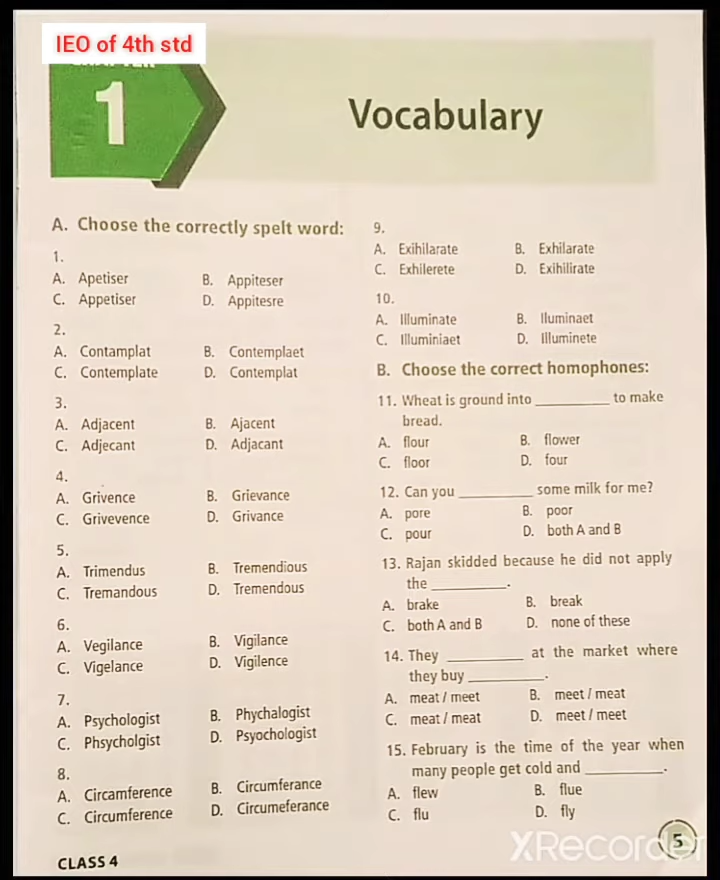 IEO of 4th std
1
Vocabulary
A. Choose the correctly spelt word:
1.
A. Apetiser B. Appiteser
C. Appetiser D. Appitesre
2.
A. Contamplat B. Contemplaet
C. Contemplate D. Contemplat
3.
A. Adjacent B. Ajacent
C. Adjecant D. Adjacant
4.
A. Grivence B. Grievance
C. Grivevence D. Grivance
5.
A. Trimendus B. Tremendious
C. Tremandous D. Tremendous
6.
A. Vegilance B. Vigilance
C. Vigelance D. Vigilence
7.
A. Psychologist B. Phychalogist
C. Phsycholgist D. Psyochologist
8.
A. Circamference B. Circumferance
C. Circumference D. Circumeferance
CLASS 4
9.
A. Exihilarate B. Exhilarate
C. Exhilerete D. Exihilirate
10.
A. Illuminate B. Iluminaet
C. Illuminiaet D. Illuminete
B. Choose the correct homophones:
11. Wheat is ground into ________ to make
bread.
A. flour B. flower
C. floor D. four
12. Can you ________ some milk for me?
A. pore B. poor
C. pour D. both A and B
13. Rajan skidded because he did not apply
the ________.
A. brake B. break
C. both A and B D. none of these
14. They ________ at the market where
they buy ________.
A. meat / meet B. meet / meat
C. meat / meat D. meet / meet
15. February is the time of the year when
many people get cold and ________.
A. flew B. flue
C. flu D. fly
5
XRecorder